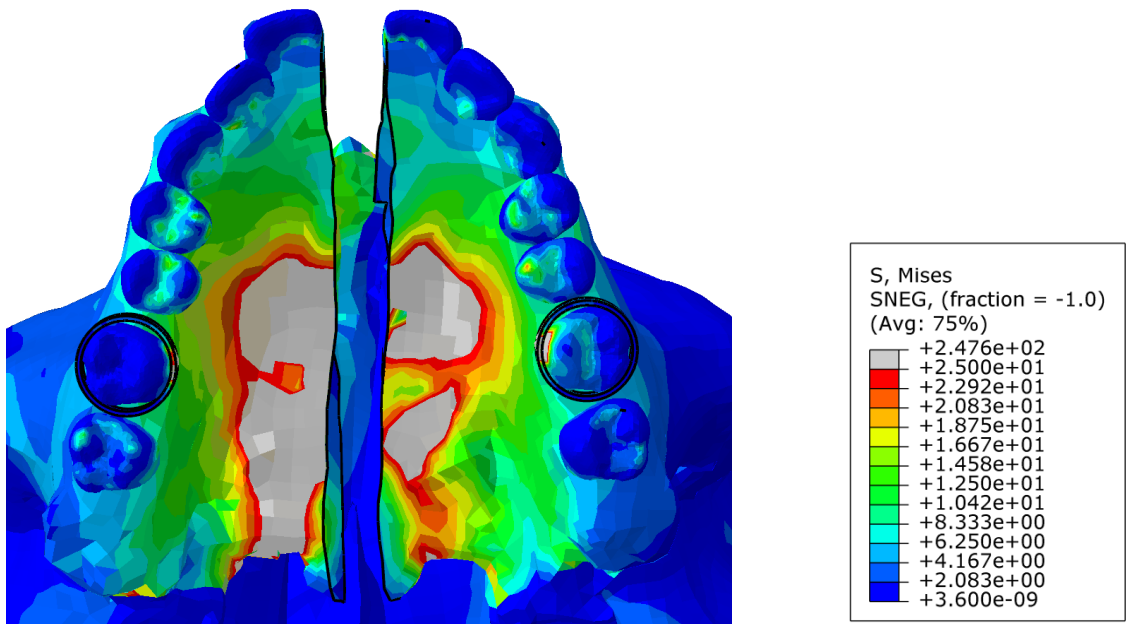 S, Mises
SNEG, (fraction = -1.0)
(Avg: 75%)
+2.476e+02
+2.500e+01
+2.292e+01
+2.083e+01
+1.875e+01
+1.667e+01
+1.458e+01
+1.250e+01
+1.042e+01
+8.333e+00
+6.250e+00
+4.167e+00
+2.083e+00
+3.600e-09